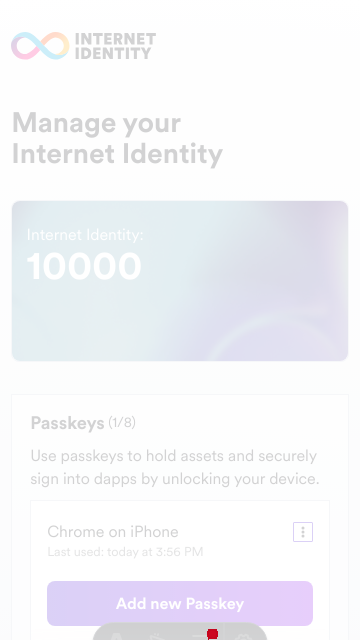 INTERNET
IDENTITY
Manage your
Internet Identity
Internet Identity:
10000
Passkeys (1/8)
Use passkeys to hold assets and securely
sign into dapps by unlocking your device.
Chrome on iPhone
Last used: today at 3:56 PM
Add new Passkey